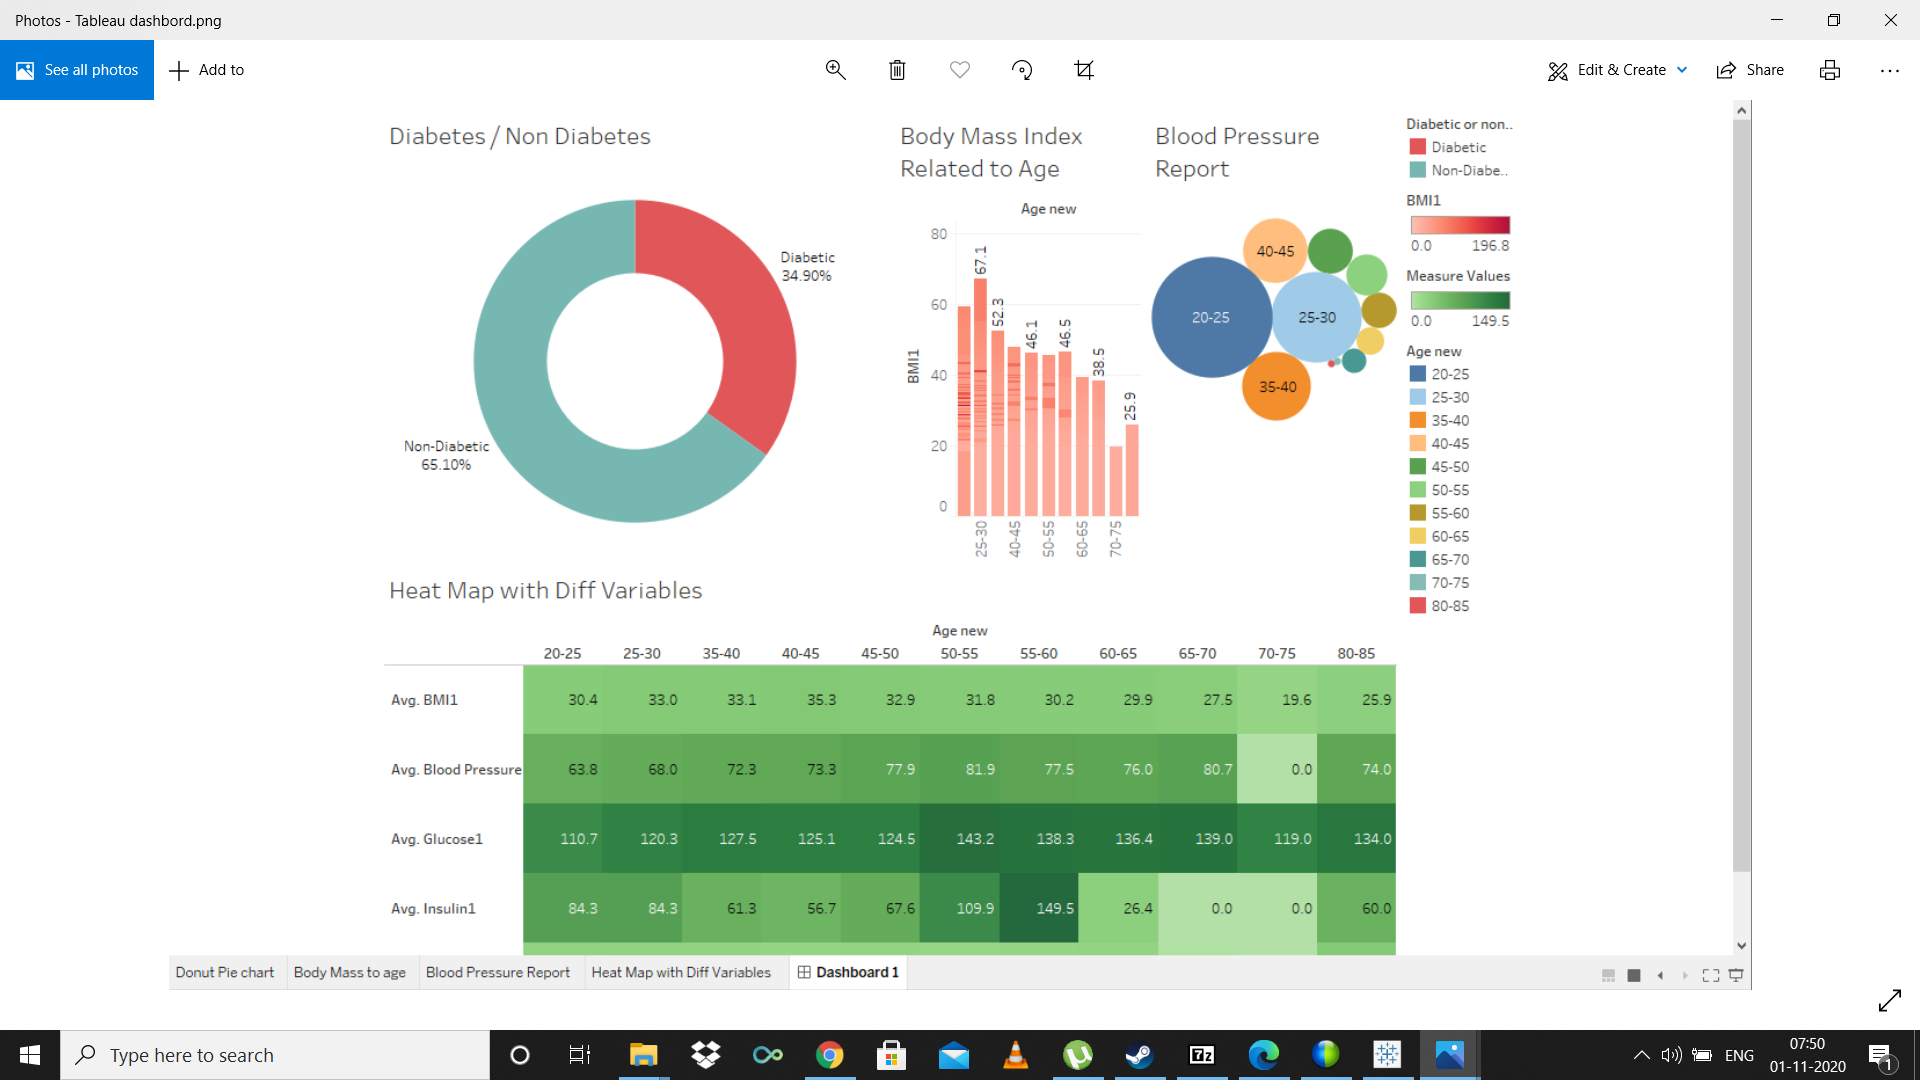 Photos - Tableau dashbord.png
See all photos
Add to
Edit & Create
Share
Diabetes / Non Diabetes
Diabetic
34.90%
Non-Diabetic
65.10%
Body Mass Index
Related to Age
Age new
BMI1
80
60
40
20
0
67.1
52.3
46.1
46.5
38.5
25.9
25-30
40-45
50-55
60-65
70-75
Blood Pressure
Report
40-45
20-25
25-30
35-40
Diabetic or non..
Diabetic
Non-Diabe..
BMI1
0.0 196.8
Measure Values
0.0 149.5
Age new
20-25
25-30
35-40
40-45
45-50
50-55
55-60
60-65
65-70
70-75
80-85
Heat Map with Diff Variables
Age new
20-25 25-30 35-40 40-45 45-50 50-55 55-60 60-65 65-70 70-75 80-85
Avg. BMI1 30.4 33.0 33.1 35.3 32.9 31.8 30.2 29.9 27.5 19.6 25.9
Avg. Blood Pressure 63.8 68.0 72.3 73.3 77.9 81.9 77.5 76.0 80.7 0.0 74.0
Avg. Glucose1 110.7 120.3 127.5 125.1 124.5 143.2 138.3 136.4 139.0 119.0 134.0
Avg. Insulin1 84.3 84.3 61.3 56.7 67.6 109.9 149.5 26.4 0.0 0.0 60.0
Donut Pie chart Body Mass to age Blood Pressure Report Heat Map with Diff Variables Dashboard 1
Type here to search
7z
ENG
07:50
01-11-2020
1